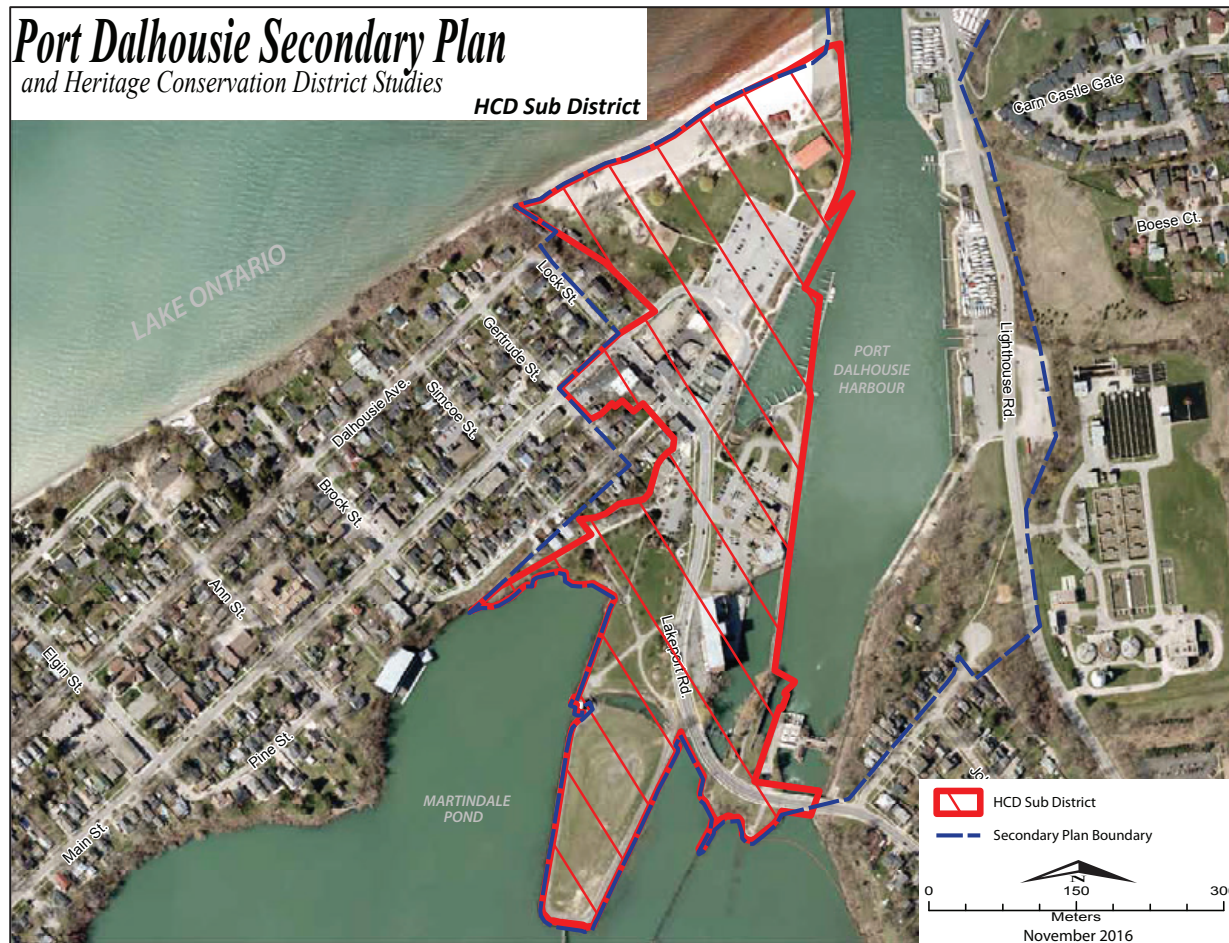 Port Dalhousie Secondary Plan
and Heritage Conservation District Studies
HCD Sub District
Carn Castle Gate
Boese Ct.
LAKE ONTARIO
Lock St.
Gertrude St.
Dalhousie Ave.
Simcoe St.
PORT
DALHOUSIE
HARBOUR
Lighthouse Rd.
Brock St.
Ann St.
Lakeport Rd.
Elgin St.
Pine St.
Main St.
MARTINDALE
POND
HCD Sub District
Secondary Plan Boundary
N
0 150 30
Meters
November 2016